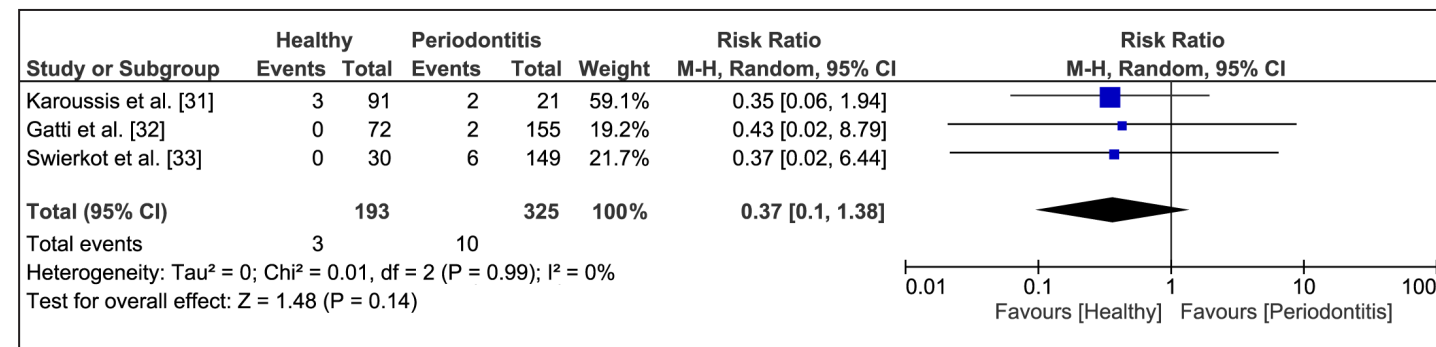 Healthy Periodontitis Risk Ratio Risk Ratio
Study or Subgroup Events Total Events Total Weight M-H, Random, 95% CI M-H, Random, 95% CI
Karoussis et al. [31] 3 91 2 21 59.1% 0.35 [0.06, 1.94]
Gatti et al. [32] 0 72 2 155 19.2% 0.43 [0.02, 8.79]
Swierkot et al. [33] 0 30 6 149 21.7% 0.37 [0.02, 6.44]
Total (95% CI) 193 325 100% 0.37 [0.1, 1.38]
Total events 3 10
Heterogeneity: Tau² = 0; Chi² = 0.01, df = 2 (P = 0.99); I² = 0%
Test for overall effect: Z = 1.48 (P = 0.14)
0.01 0.1 1 10 100
Favours [Healthy] Favours [Periodontitis]